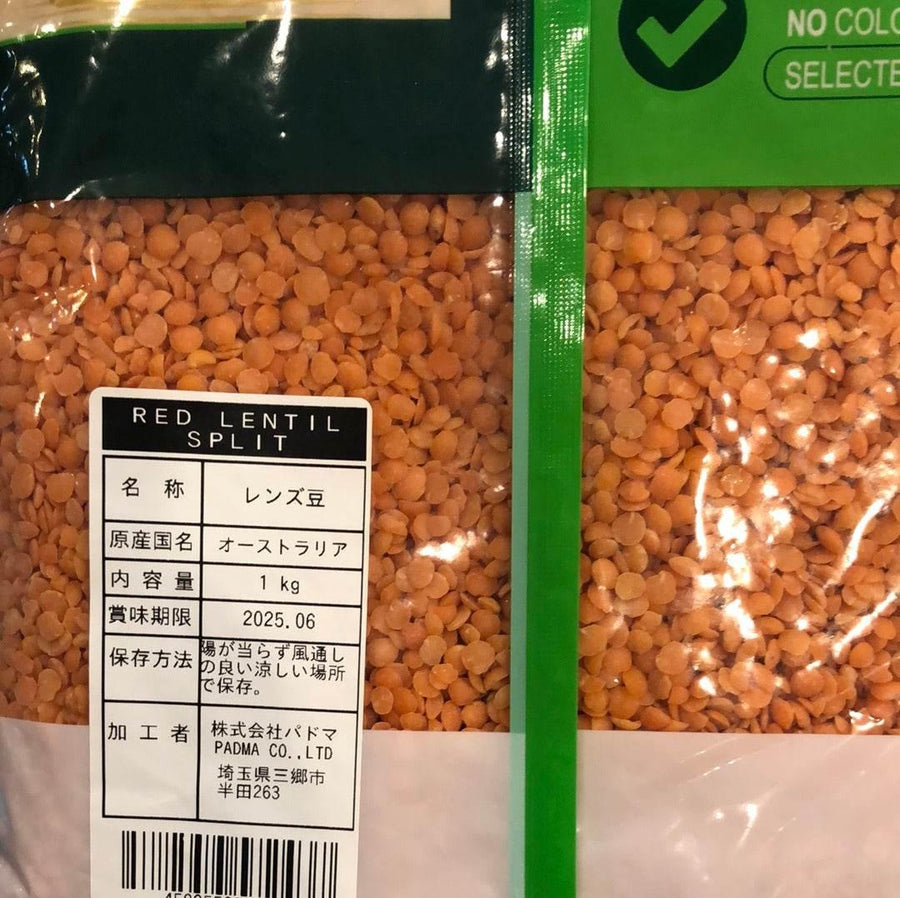 NO
SELECTE
RED LENTIL
SPLIT
名 称 レンズ豆
原産国名 オーストラリア
内 容 量 1 kg
賞味期限 2025.06
保存方法 陽が当らず風通し
の良い涼しい場所
で保存。
加 工 者 株式会社パドマ
PADMA CO.,LTD
埼玉県三郷市
半田263